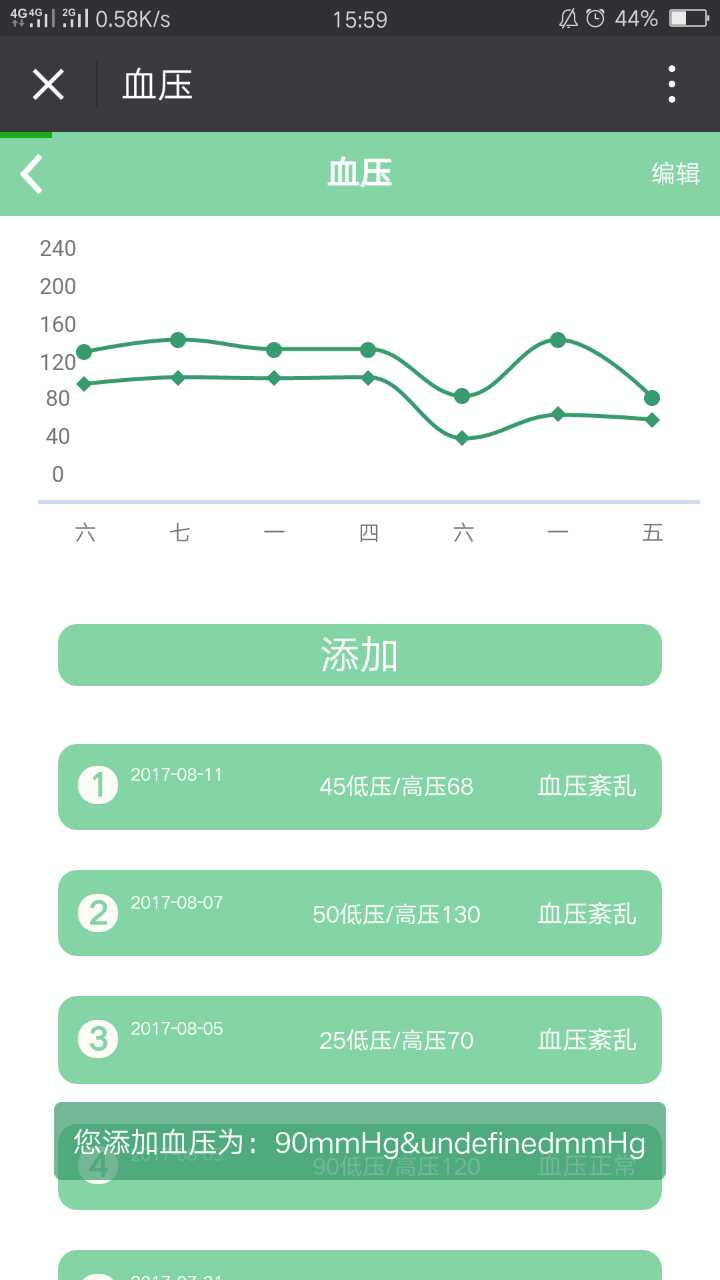 4G 4G 2G 0.58K/s 15:59 44%
血压
血压 编辑
240
200
160
120
80
40
0
六 七 一 四 六 一 五
添加
1 2017-08-11 45低压/高压68 血压紊乱
2 2017-08-07 50低压/高压130 血压紊乱
3 2017-08-05 25低压/高压70 血压紊乱
您添加血压为：90mmHg&undefinedmmHg
4 90低压/高压120 血压正常